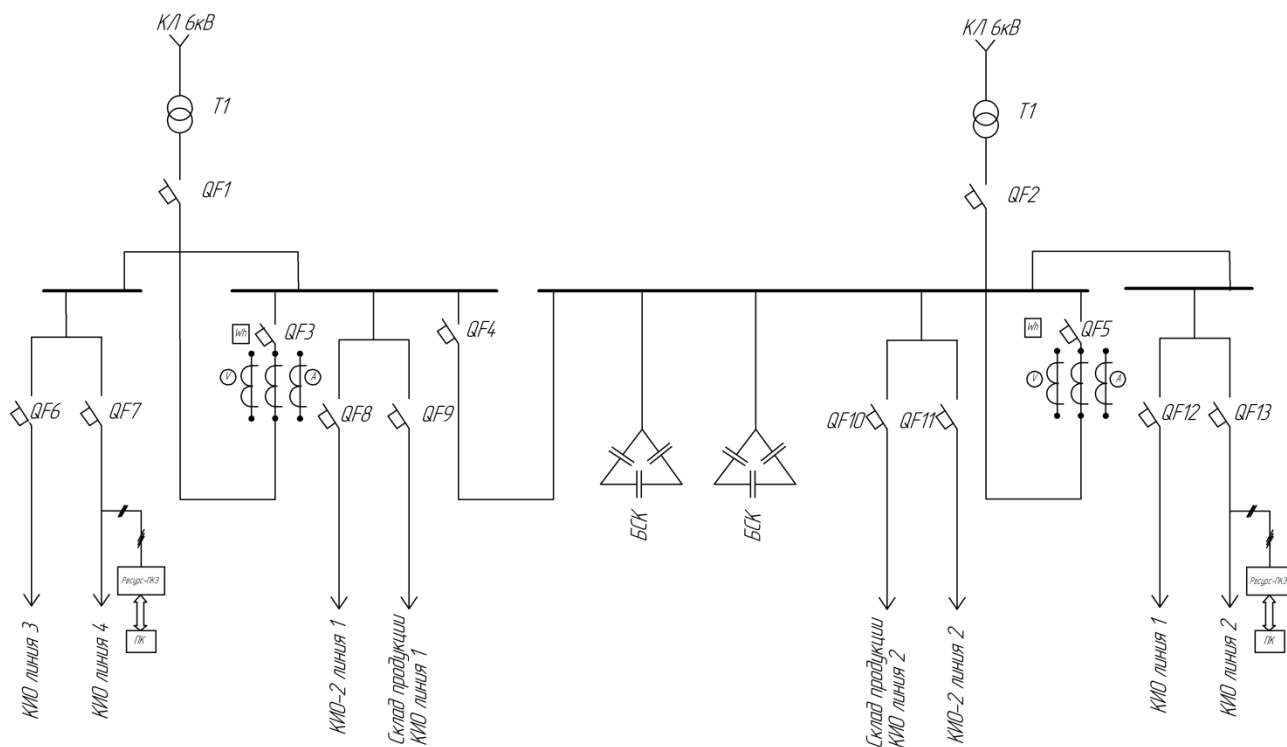 КЛ 6кВ
КЛ 6кВ
Т1
Т1
QF1
QF2
Wh
QF3
QF4
Wh
QF5
V
A
V
A
QF6
QF7
QF8
QF9
QF10
QF11
QF12
QF13
БСК
БСК
Ресурс-ПКЭ
ПК
Ресурс-ПКЭ
ПК
КИО линия 3
КИО линия 4
КИО-2 линия 1
Склад продукции
КИО линия 1
Склад продукции
КИО линия 2
КИО-2 линия 2
КИО линия 1
КИО линия 2